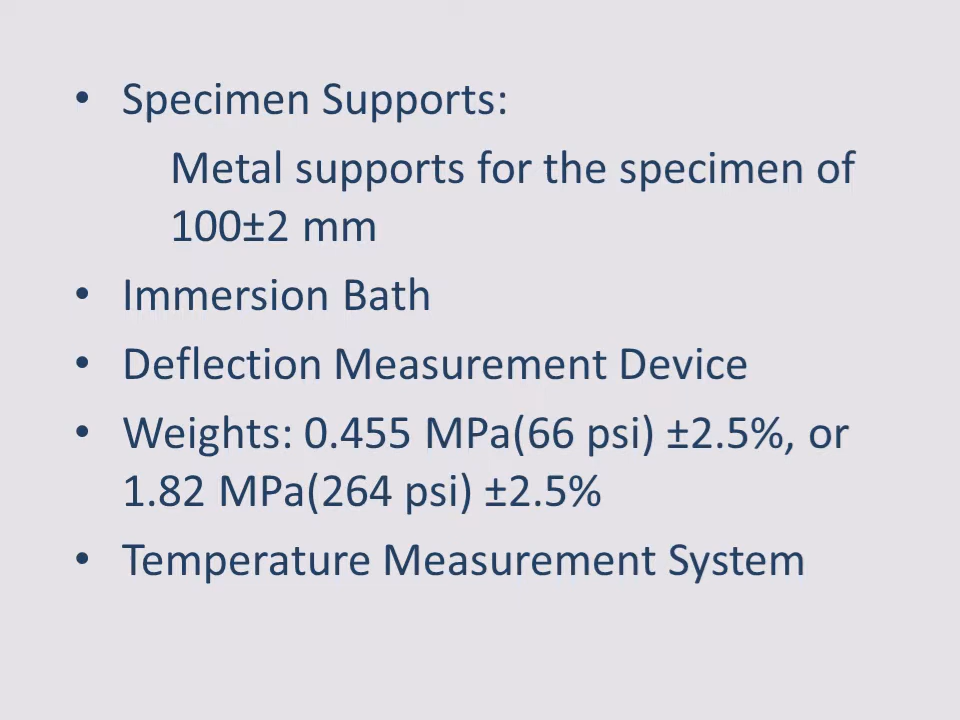 • Specimen Supports:
Metal supports for the specimen of
100±2 mm
• Immersion Bath
• Deflection Measurement Device
• Weights: 0.455 MPa(66 psi) ±2.5%, or
1.82 MPa(264 psi) ±2.5%
• Temperature Measurement System